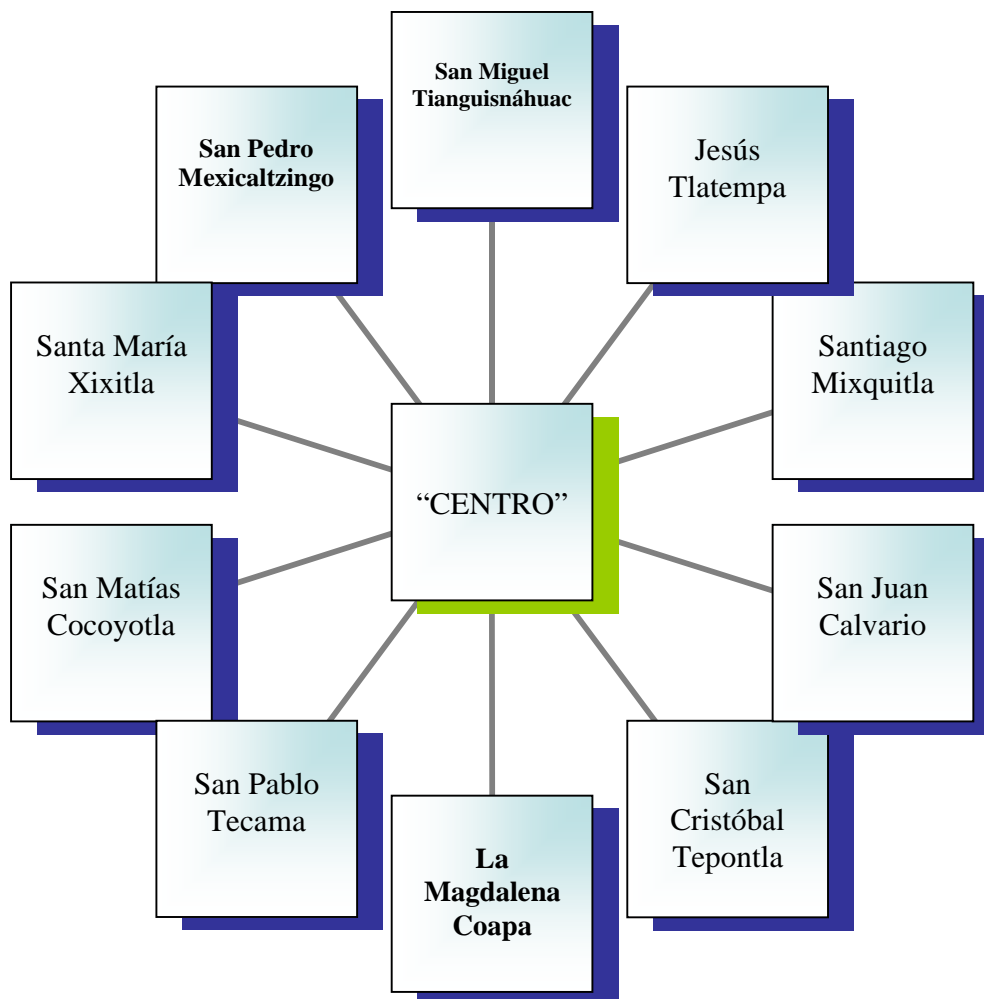 San Miguel
Tianguisnáhuac
Jesús
Tlatempa
San Pedro
Mexicaltzingo
Santa María
Xixitla
Santiago
Mixquitla
“CENTRO”
San Matías
Cocoyotla
San Juan
Calvario
San Pablo
Tecama
San
Cristóbal
Tepontla
La
Magdalena
Coapa